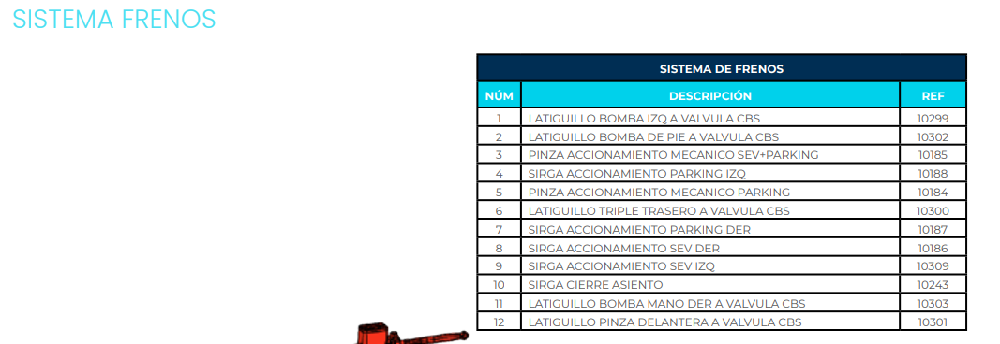 SISTEMA FRENOS
SISTEMA DE FRENOS
NÚM DESCRIPCIÓN REF
1 LATIGUILLO BOMBA IZQ A VALVULA CBS 10299
2 LATIGUILLO BOMBA DE PIE A VALVULA CBS 10302
3 PINZA ACCIONAMIENTO MECANICO SEV+PARKING 10185
4 SIRGA ACCIONAMIENTO PARKING IZQ 10188
5 PINZA ACCIONAMIENTO MECANICO PARKING 10184
6 LATIGUILLO TRIPLE TRASERO A VALVULA CBS 10300
7 SIRGA ACCIONAMIENTO PARKING DER 10187
8 SIRGA ACCIONAMIENTO SEV DER 10186
9 SIRGA ACCIONAMIENTO SEV IZQ 10309
10 SIRGA CIERRE ASIENTO 10243
11 LATIGUILLO BOMBA MANO DER A VALVULA CBS 10303
12 LATIGUILLO PINZA DELANTERA A VALVULA CBS 10301